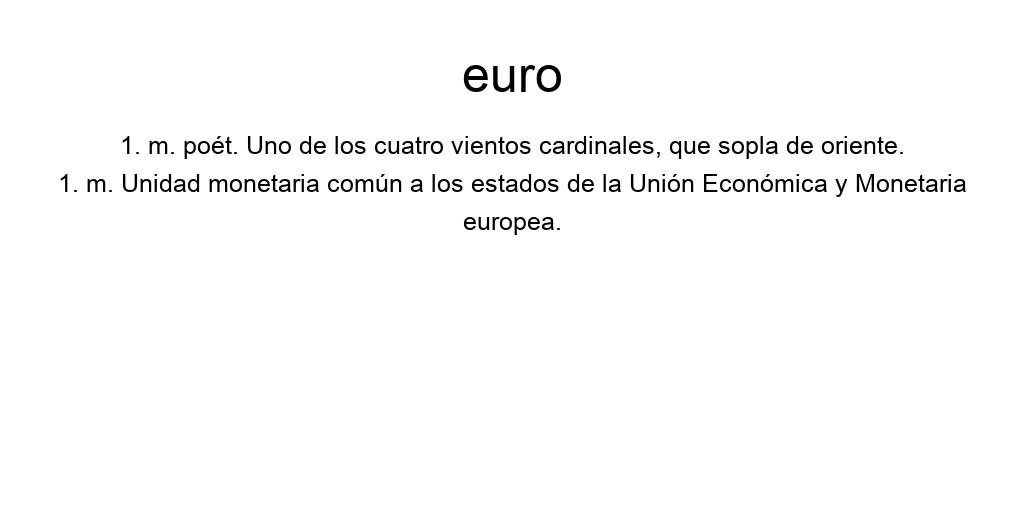 euro
1. m. poét. Uno de los cuatro vientos cardinales, que sopla de oriente.
1. m. Unidad monetaria común a los estados de la Unión Económica y Monetaria
europea.